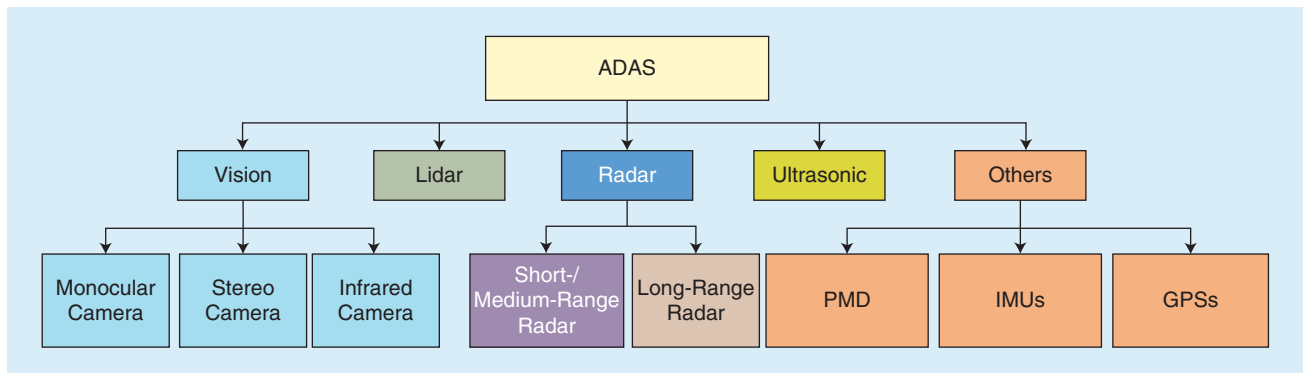 ADAS
Vision
Lidar
Radar
Ultrasonic
Others
Monocular
Camera
Stereo
Camera
Infrared
Camera
Short-/
Medium-Range
Radar
Long-Range
Radar
PMD
IMUs
GPSs